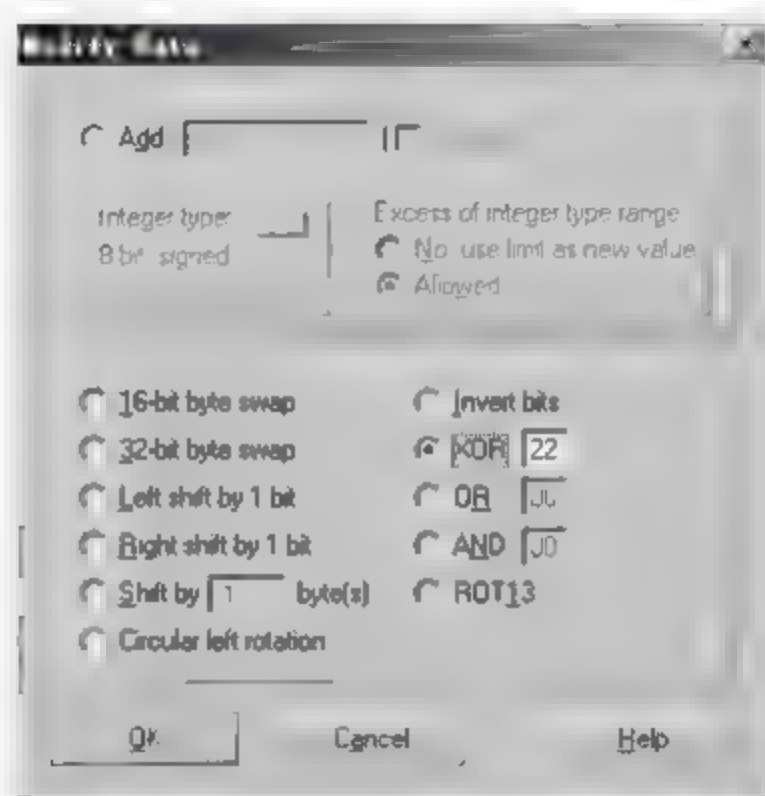 Add
Integer type:
8 bit signed
Excess of integer type range
No use limit as new value
Allowed
16-bit byte swap
32-bit byte swap
Left shift by 1 bit
Right shift by 1 bit
Shift by 1 byte(s)
Circular left rotation
Invert bits
XOR 22
OR
AND
ROT13
OK
Cancel
Help